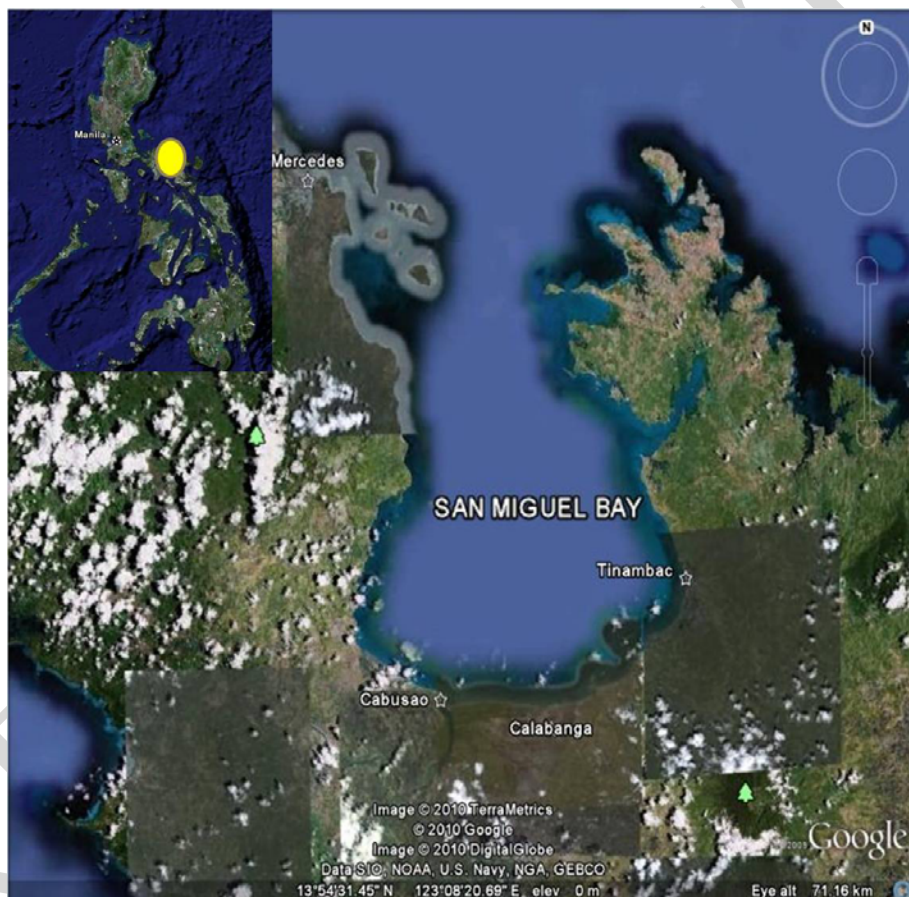 Manila
N
Mercedes
SAN MIGUEL BAY
Tinambac
Cabusao
Calabanga
Image © 2010 TerraMetrics
© 2010 Google
Image © 2010 DigitalGlobe
Data SIO, NOAA, U.S. Navy, NGA, GEBCO
Google
13°54'31.45" N 123°08'20.69" E elev 0 m Eye alt 71.16 km